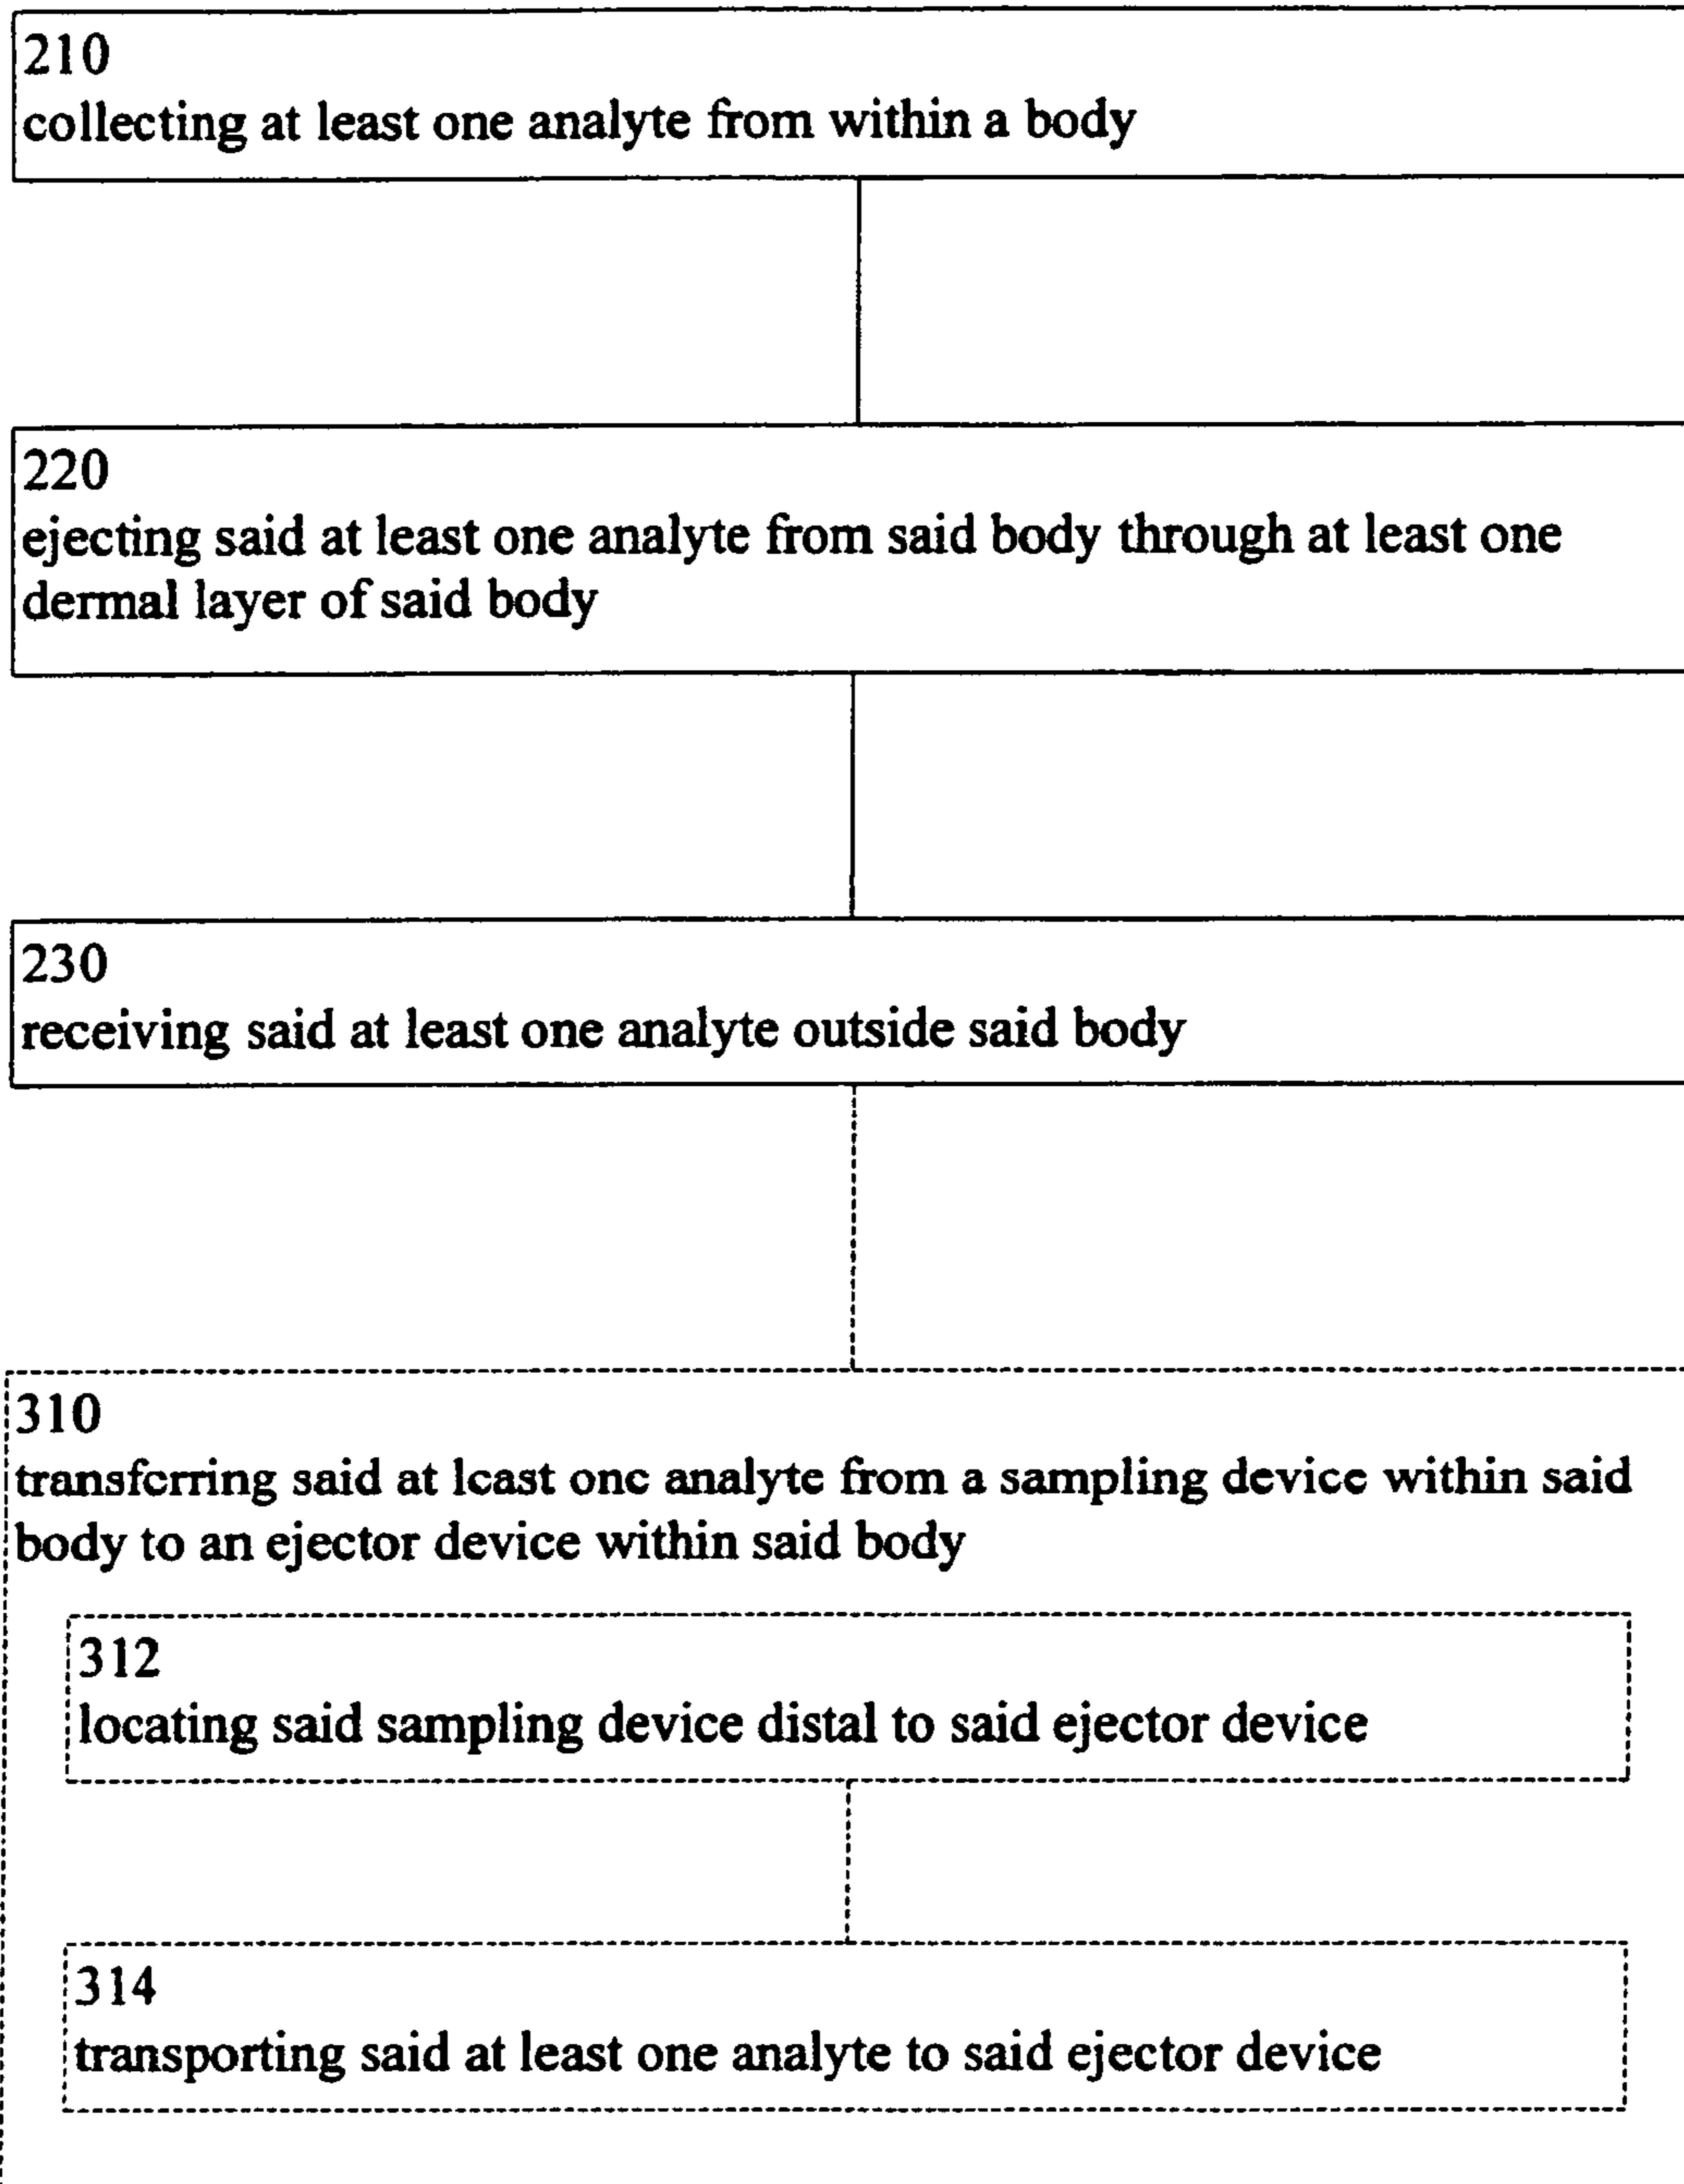 210
collecting at least one analyte from within a body
220
ejecting said at least one analyte from said body through at least one
dermal layer of said body
230
receiving said at least one analyte outside said body
310
transferring said at least one analyte from a sampling device within said
body to an ejector device within said body
312
locating said sampling device distal to said ejector device
314
transporting said at least one analyte to said ejector device